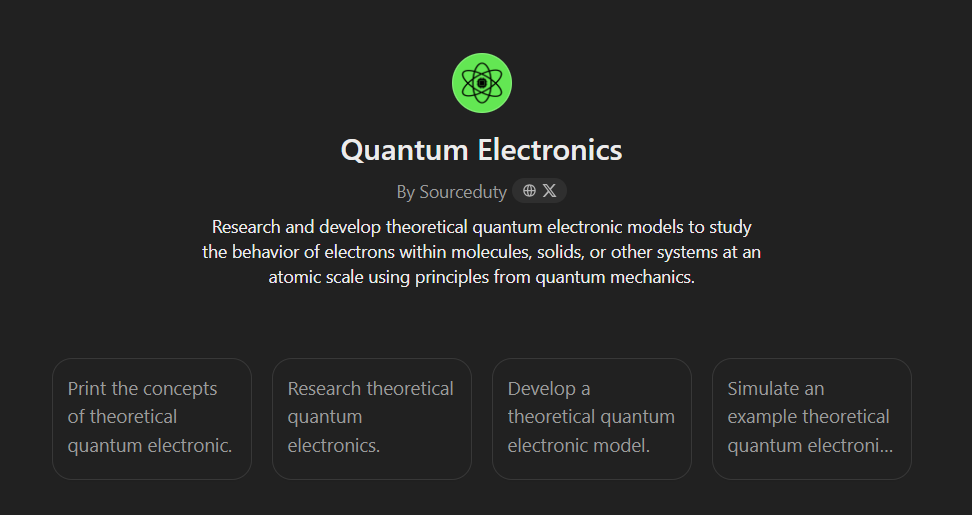 Quantum Electronics
By Sourceduty
Research and develop theoretical quantum electronic models to study
the behavior of electrons within molecules, solids, or other systems at an
atomic scale using principles from quantum mechanics.
Print the concepts
of theoretical
quantum electronic.
Research theoretical
quantum
electronics.
Develop a
theoretical quantum
electronic model.
Simulate an
example theoretical
quantum electroni...